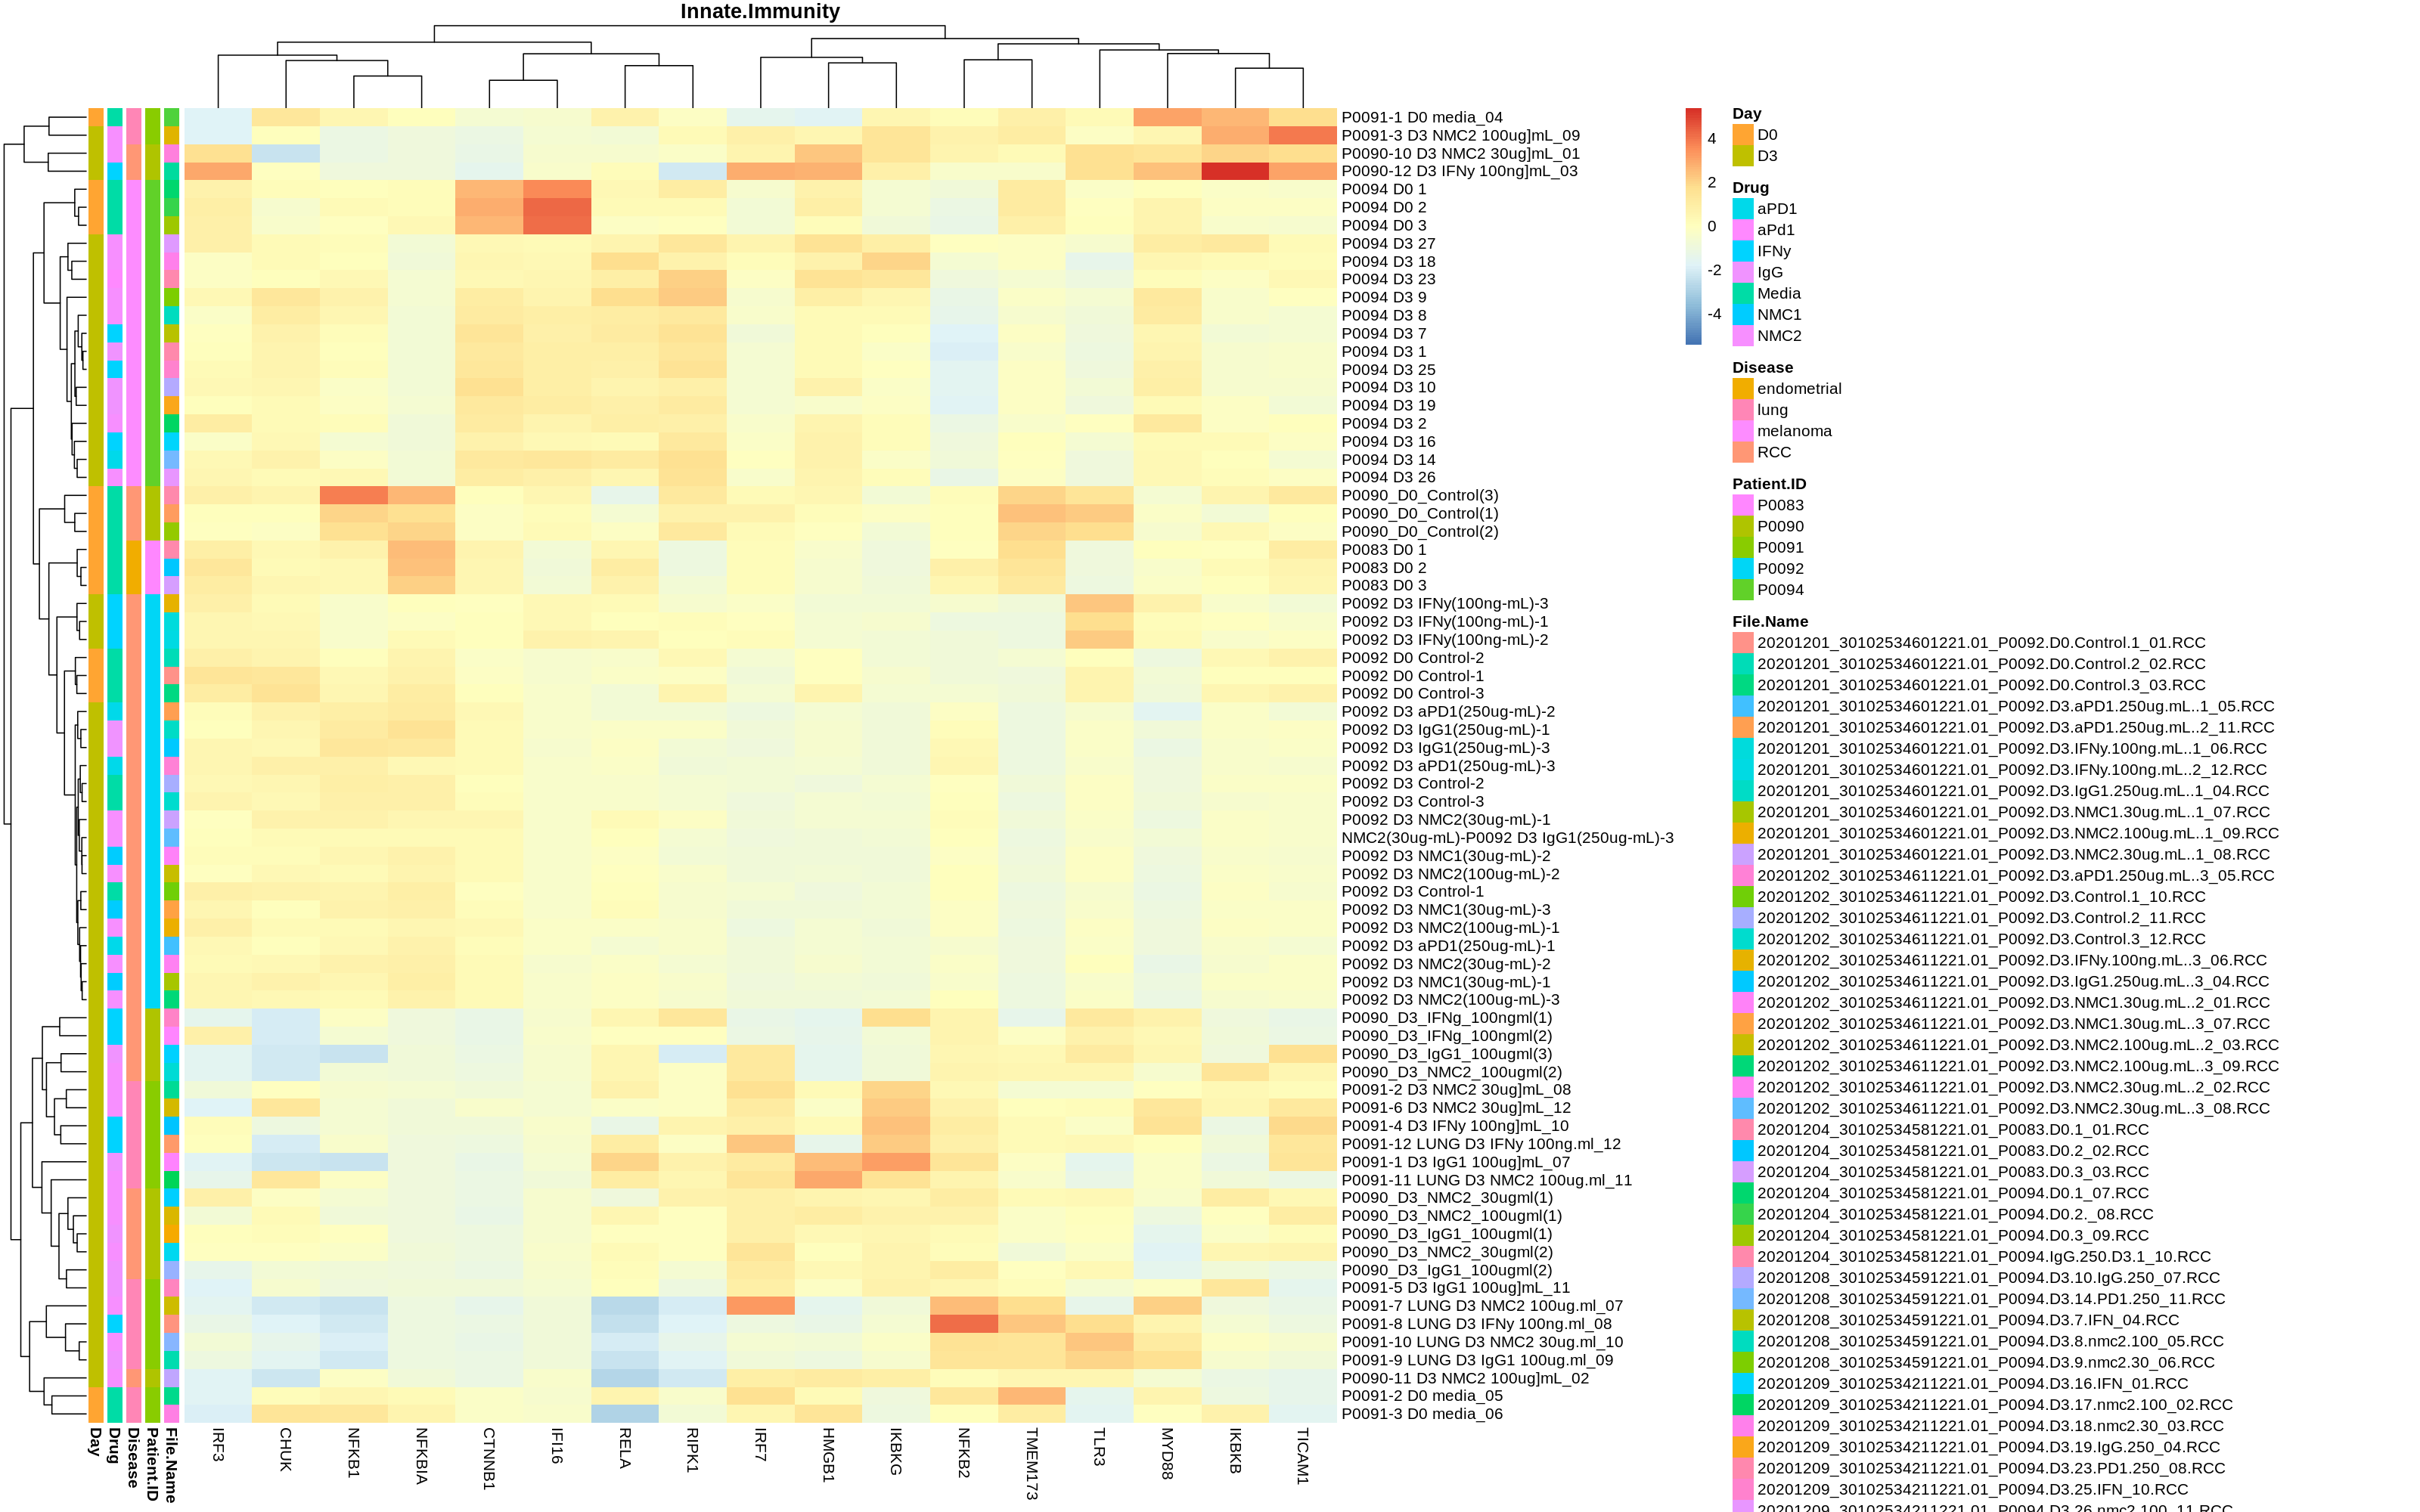 Innate.Immunity
P0091-1 D0 media_04
P0091-3 D3 NMC2 100ug]mL_09
P0090-10 D3 NMC2 30ug]mL_01
P0090-12 D3 IFNy 100ng]mL_03
P0094 D0 1
P0094 D0 2
P0094 D0 3
P0094 D3 27
P0094 D3 18
P0094 D3 23
P0094 D3 9
P0094 D3 8
P0094 D3 7
P0094 D3 1
P0094 D3 25
P0094 D3 10
P0094 D3 19
P0094 D3 2
P0094 D3 16
P0094 D3 14
P0094 D3 26
P0090_D0_Control(3)
P0090_D0_Control(1)
P0090_D0_Control(2)
P0083 D0 1
P0083 D0 2
P0083 D0 3
P0092 D3 IFNy(100ng-mL)-3
P0092 D3 IFNy(100ng-mL)-1
P0092 D3 IFNy(100ng-mL)-2
P0092 D0 Control-2
P0092 D0 Control-1
P0092 D0 Control-3
P0092 D3 aPD1(250ug-mL)-2
P0092 D3 IgG1(250ug-mL)-1
P0092 D3 IgG1(250ug-mL)-3
P0092 D3 aPD1(250ug-mL)-3
P0092 D3 Control-2
P0092 D3 Control-3
P0092 D3 NMC2(30ug-mL)-1
NMC2(30ug-mL)-P0092 D3 IgG1(250ug-mL)-3
P0092 D3 NMC1(30ug-mL)-2
P0092 D3 NMC2(100ug-mL)-2
P0092 D3 Control-1
P0092 D3 NMC1(30ug-mL)-3
P0092 D3 NMC2(100ug-mL)-1
P0092 D3 aPD1(250ug-mL)-1
P0092 D3 NMC2(30ug-mL)-2
P0092 D3 NMC1(30ug-mL)-1
P0092 D3 NMC2(100ug-mL)-3
P0090_D3_IFNg_100ngml(1)
P0090_D3_IFNg_100ngml(2)
P0090_D3_IgG1_100ugml(3)
P0090_D3_NMC2_100ugml(2)
P0091-2 D3 NMC2 30ug]mL_08
P0091-6 D3 NMC2 30ug]mL_12
P0091-4 D3 IFNy 100ng]mL_10
P0091-12 LUNG D3 IFNy 100ng.ml_12
P0091-1 D3 IgG1 100ug]mL_07
P0091-11 LUNG D3 NMC2 100ug.ml_11
P0090_D3_NMC2_30ugml(1)
P0090_D3_NMC2_100ugml(1)
P0090_D3_IgG1_100ugml(1)
P0090_D3_NMC2_30ugml(2)
P0090_D3_IgG1_100ugml(2)
P0091-5 D3 IgG1 100ug]mL_11
P0091-7 LUNG D3 NMC2 100ug.ml_07
P0091-8 LUNG D3 IFNy 100ng.ml_08
P0091-10 LUNG D3 NMC2 30ug.ml_10
P0091-9 LUNG D3 IgG1 100ug.ml_09
P0090-11 D3 NMC2 100ug]mL_02
P0091-2 D0 media_05
P0091-3 D0 media_06
Day
Drug
Disease
Patient.ID
File.Name
IRF3
CHUK
NFKB1
NFKBIA
CTNNB1
IFI16
RELA
RIPK1
IRF7
HMGB1
IKBKG
NFKB2
TMEM173
TLR3
MYD88
IKBKB
TICAM1
4
2
0
-2
-4
Day
D0
D3
Drug
aPD1
aPd1
IFNy
IgG
Media
NMC1
NMC2
Disease
endometrial
lung
melanoma
RCC
Patient.ID
P0083
P0090
P0091
P0092
P0094
File.Name
20201201_30102534601221.01_P0092.D0.Control.1_01.RCC
20201201_30102534601221.01_P0092.D0.Control.2_02.RCC
20201201_30102534601221.01_P0092.D0.Control.3_03.RCC
20201201_30102534601221.01_P0092.D3.aPD1.250ug.mL..1_05.RCC
20201201_30102534601221.01_P0092.D3.aPD1.250ug.mL..2_11.RCC
20201201_30102534601221.01_P0092.D3.IFNy.100ng.mL..1_06.RCC
20201201_30102534601221.01_P0092.D3.IFNy.100ng.mL..2_12.RCC
20201201_30102534601221.01_P0092.D3.IgG1.250ug.mL..1_04.RCC
20201201_30102534601221.01_P0092.D3.NMC1.30ug.mL..1_07.RCC
20201201_30102534601221.01_P0092.D3.NMC2.100ug.mL..1_09.RCC
20201201_30102534601221.01_P0092.D3.NMC2.30ug.mL..1_08.RCC
20201202_30102534611221.01_P0092.D3.aPD1.250ug.mL..3_05.RCC
20201202_30102534611221.01_P0092.D3.Control.1_10.RCC
20201202_30102534611221.01_P0092.D3.Control.2_11.RCC
20201202_30102534611221.01_P0092.D3.Control.3_12.RCC
20201202_30102534611221.01_P0092.D3.IFNy.100ng.mL..3_06.RCC
20201202_30102534611221.01_P0092.D3.IgG1.250ug.mL..3_04.RCC
20201202_30102534611221.01_P0092.D3.NMC1.30ug.mL..2_01.RCC
20201202_30102534611221.01_P0092.D3.NMC1.30ug.mL..3_07.RCC
20201202_30102534611221.01_P0092.D3.NMC2.100ug.mL..2_03.RCC
20201202_30102534611221.01_P0092.D3.NMC2.100ug.mL..3_09.RCC
20201202_30102534611221.01_P0092.D3.NMC2.30ug.mL..2_02.RCC
20201202_30102534611221.01_P0092.D3.NMC2.30ug.mL..3_08.RCC
20201204_30102534581221.01_P0083.D0.1_01.RCC
20201204_30102534581221.01_P0083.D0.2_02.RCC
20201204_30102534581221.01_P0083.D0.3_03.RCC
20201204_30102534581221.01_P0094.D0.1_07.RCC
20201204_30102534581221.01_P0094.D0.2._08.RCC
20201204_30102534581221.01_P0094.D0.3_09.RCC
20201204_30102534581221.01_P0094.IgG.250.D3.1_10.RCC
20201208_30102534591221.01_P0094.D3.10.IgG.250_07.RCC
20201208_30102534591221.01_P0094.D3.14.PD1.250_11.RCC
20201208_30102534591221.01_P0094.D3.7.IFN_04.RCC
20201208_30102534591221.01_P0094.D3.8.nmc2.100_05.RCC
20201208_30102534591221.01_P0094.D3.9.nmc2.30_06.RCC
20201209_30102534211221.01_P0094.D3.16.IFN_01.RCC
20201209_30102534211221.01_P0094.D3.17.nmc2.100_02.RCC
20201209_30102534211221.01_P0094.D3.18.nmc2.30_03.RCC
20201209_30102534211221.01_P0094.D3.19.IgG.250_04.RCC
20201209_30102534211221.01_P0094.D3.23.PD1.250_08.RCC
20201209_30102534211221.01_P0094.D3.25.IFN_10.RCC
20201209_30102534211221.01_P0094.D3.26.nmc2.100_11.RCC